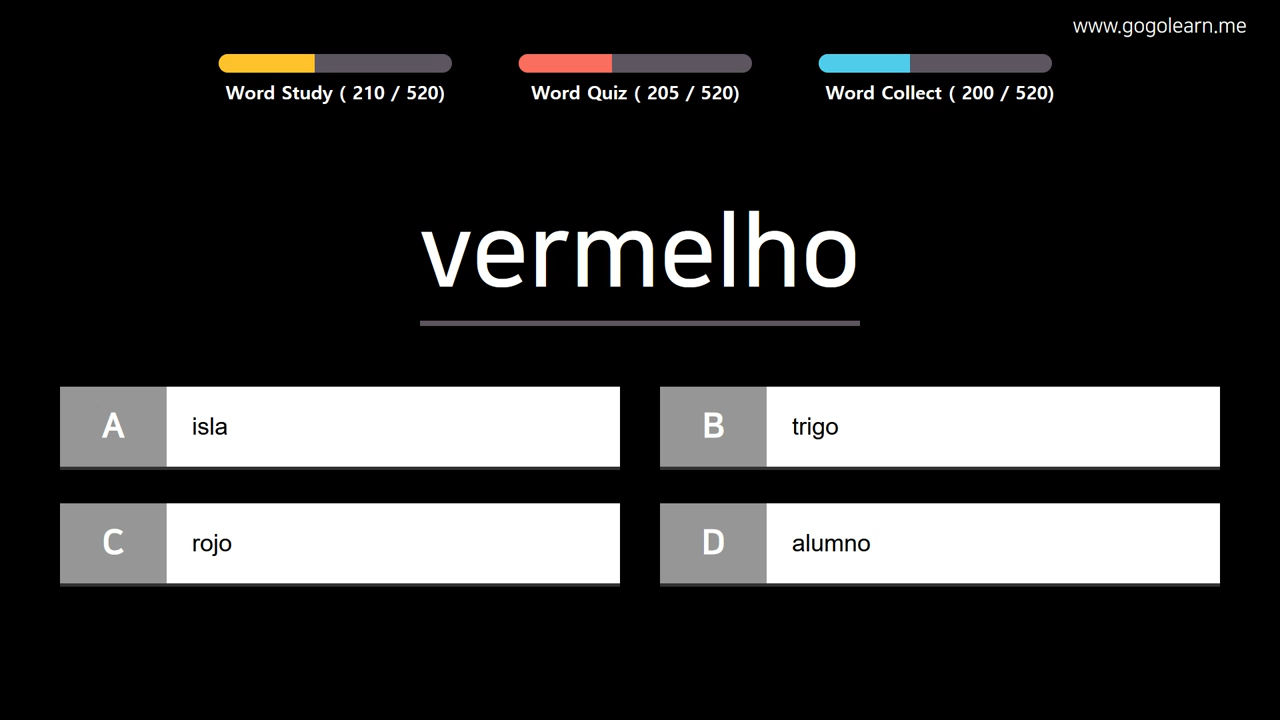 www.gogolearn.me
Word Study ( 210 / 520)
Word Quiz ( 205 / 520)
Word Collect ( 200 / 520)
vermelho
A isla
B trigo
C rojo
D alumno